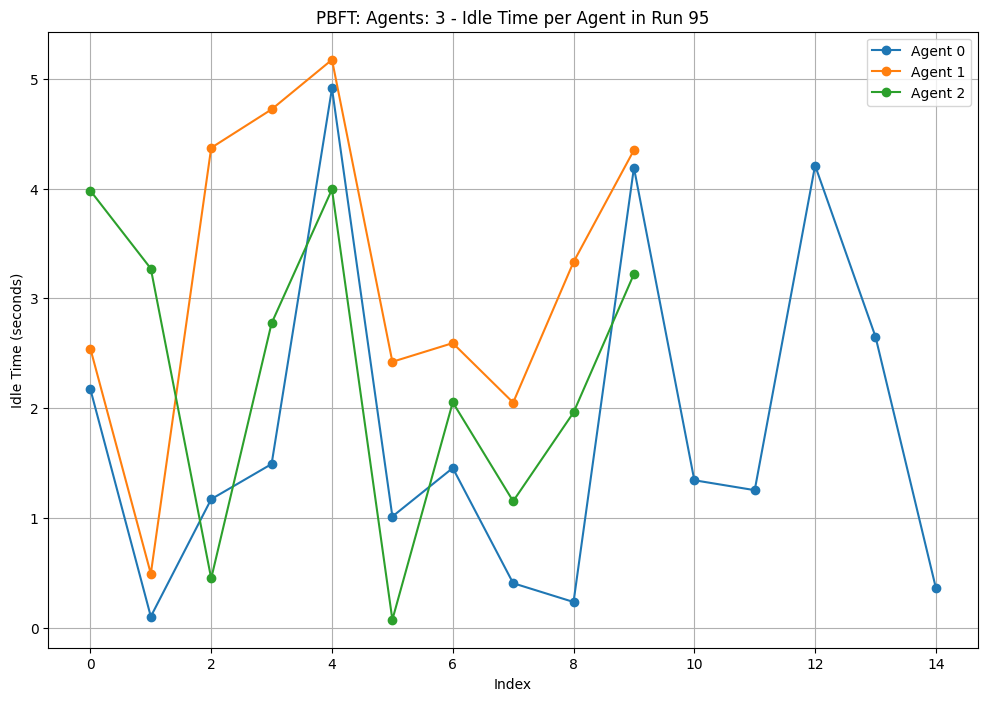 PBFT: Agents: 3 - Idle Time per Agent in Run 95
Agent 0
Agent 1
Agent 2
Idle Time (seconds)
5
4
3
2
1
0
0 2 4 6 8 10 12 14
Index